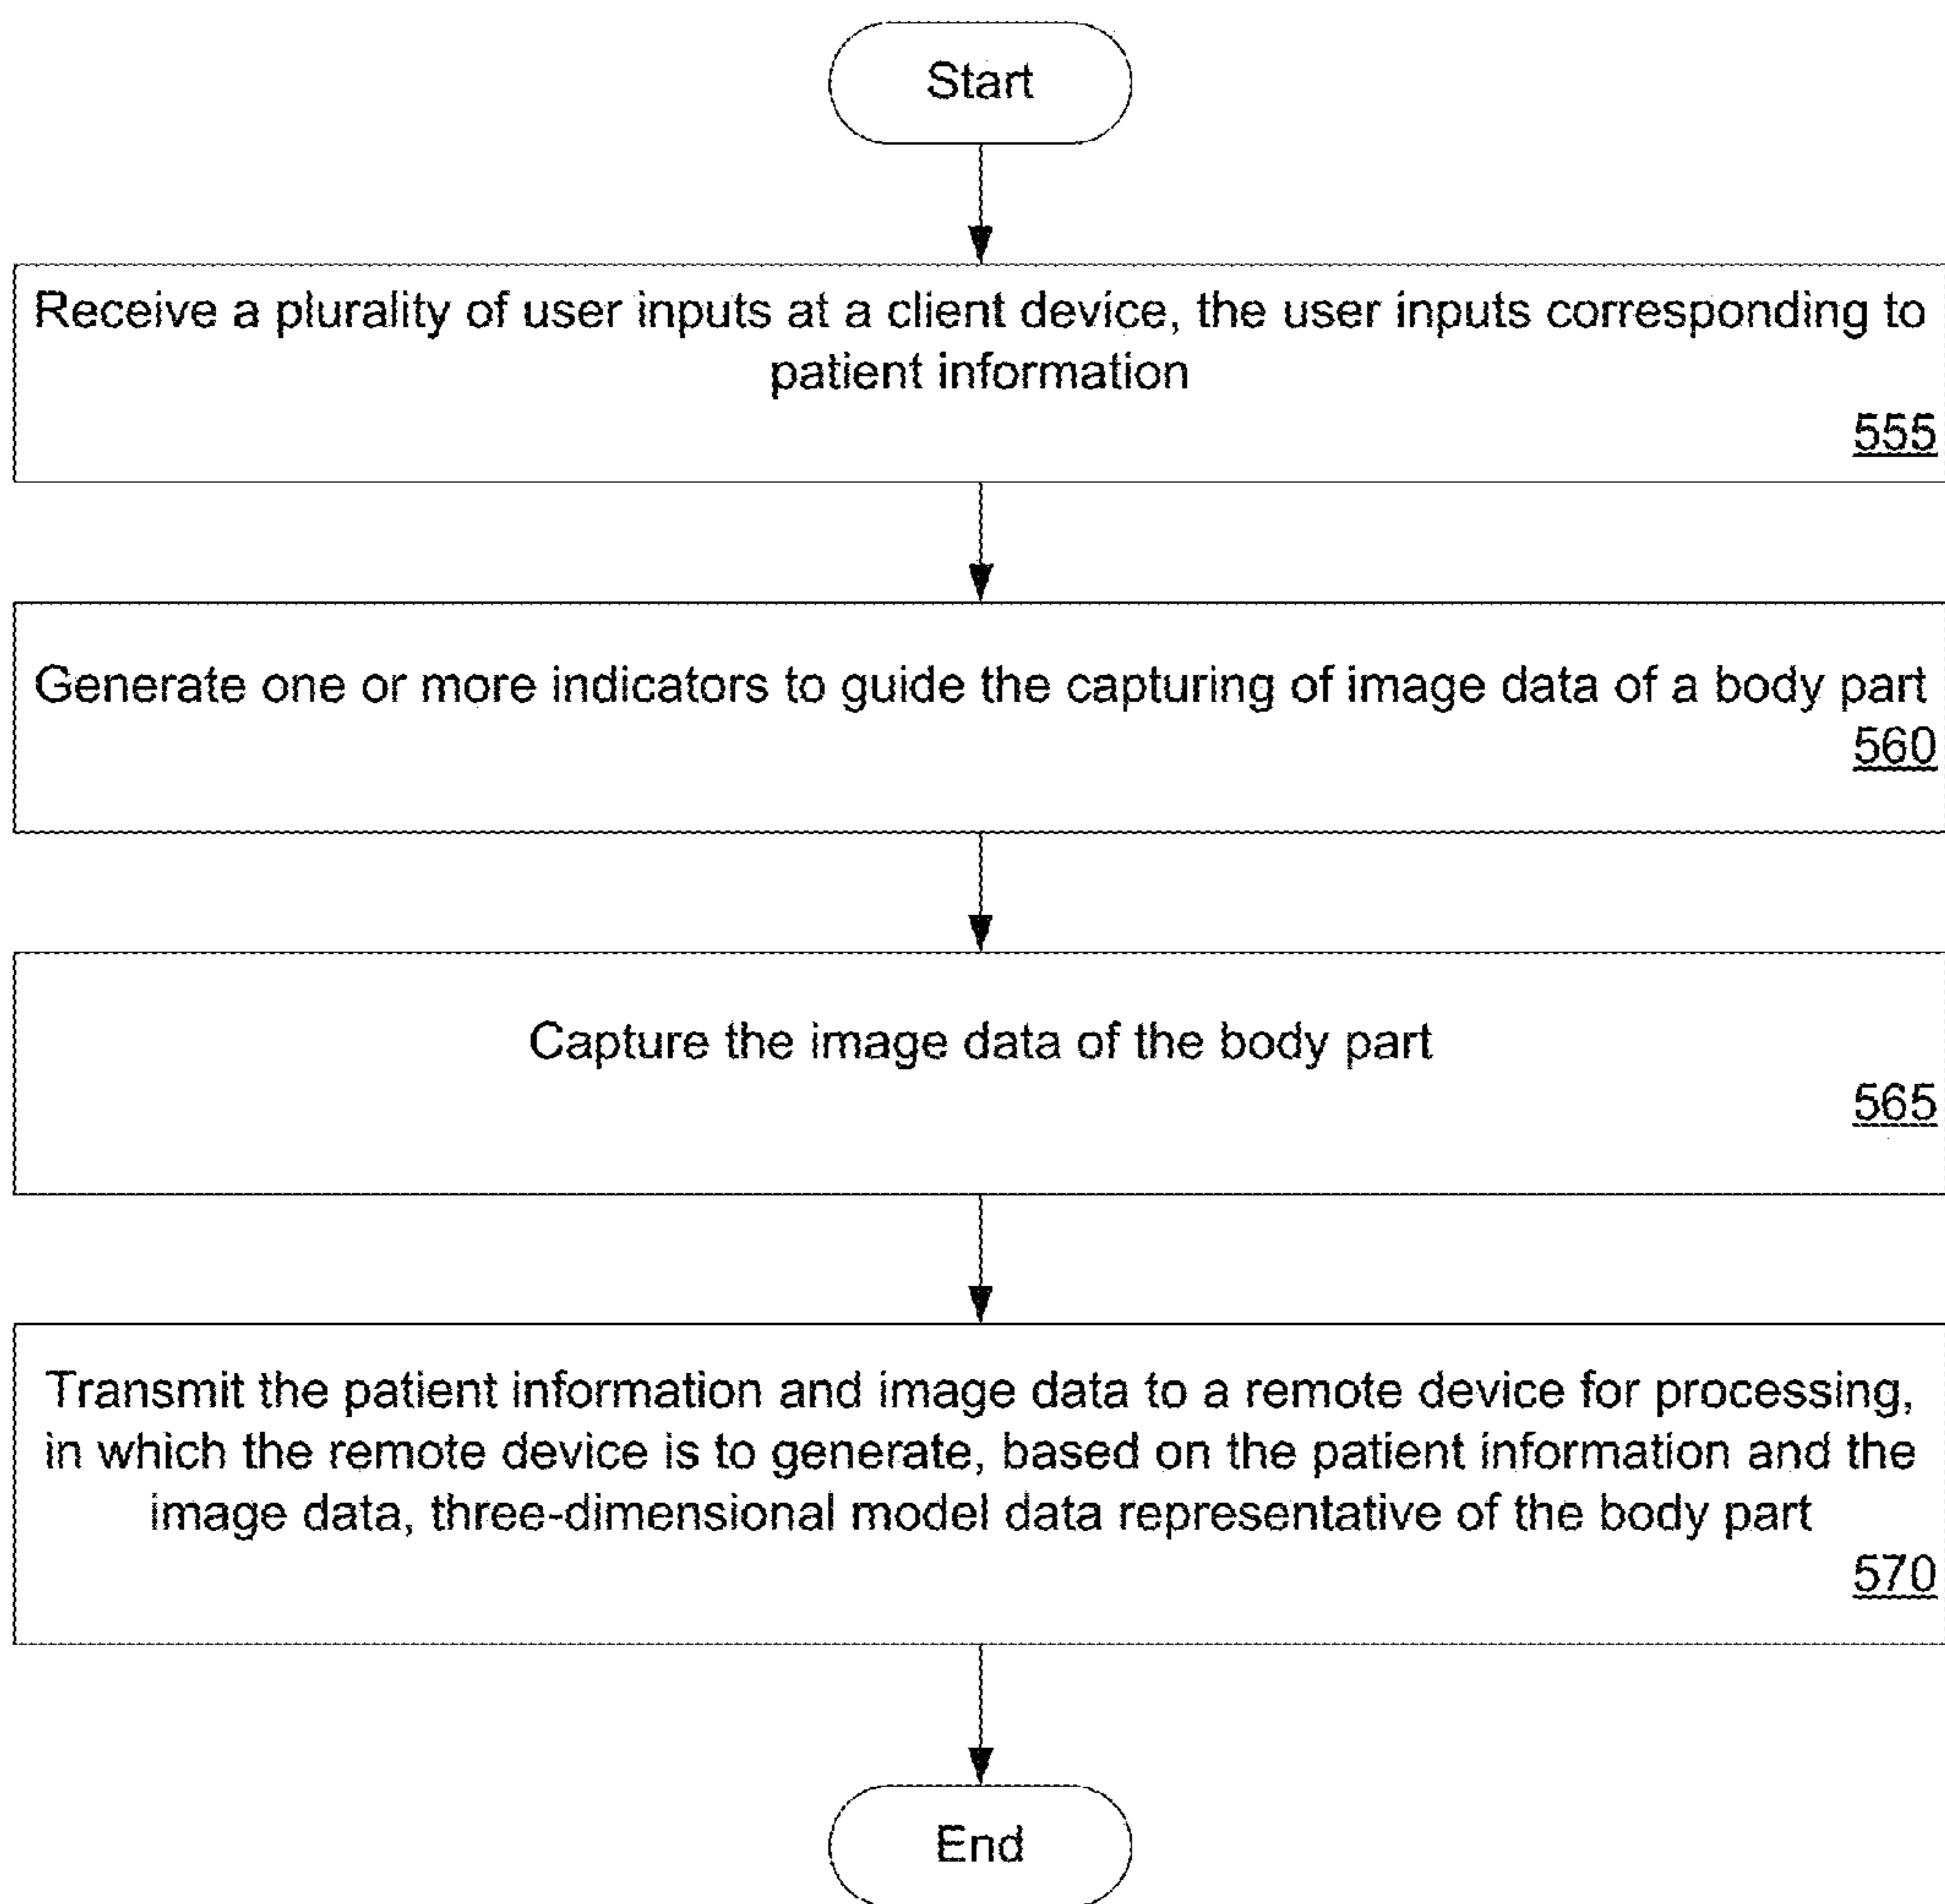 Start
Receive a plurality of user inputs at a client device, the user inputs corresponding to
patient information
555
Generate one or more indicators to guide the capturing of image data of a body part
560
Capture the image data of the body part
565
Transmit the patient information and image data to a remote device for processing,
in which the remote device is to generate, based on the patient information and the
image data, three-dimensional model data representative of the body part
570
End